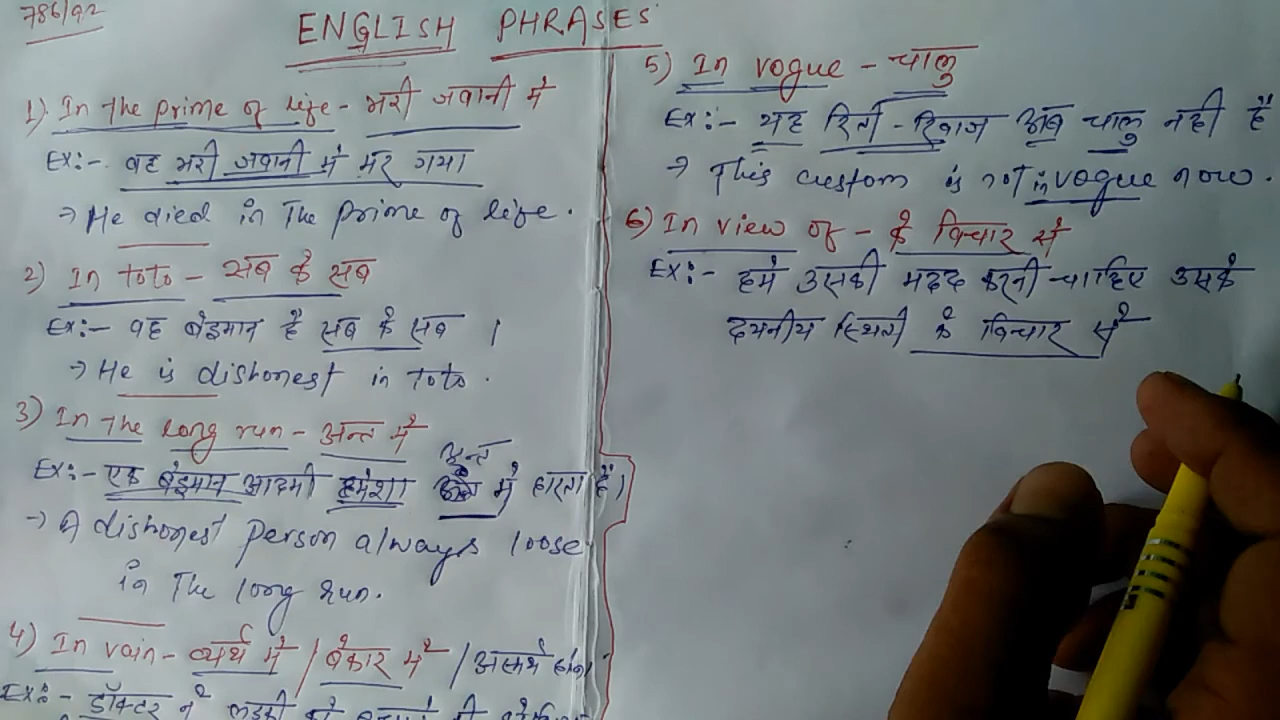 786/92
ENGLISH PHRASES
1) In the prime of life - भरी जवानी में
Ex:- वह भरी जवानी में मर गया
→ He died in The prime of life.
2) In toto - सब के सब
Ex:- वह बेइमान है सब के सब ।
→ He is dishonest in toto.
3) In the long run - अन्त में
अन्त
Ex:- एक बेइमान आदमी हमेशा में हारता है।
→ A dishonest person always loose
in The long run.
4) In vain - व्यर्थ में / बेकार में /
Ex:- डॉक्टर ने लडकी को
5) In vogue - चालु
Ex:- यह रिती-रिवाज अब चालु नही है
→ This custom is not in vogue now.
6) In view of - के विचार से
Ex:- हमे उसकी मदद करनी चाहिए उसके
दयनीय स्थिती के विचार से